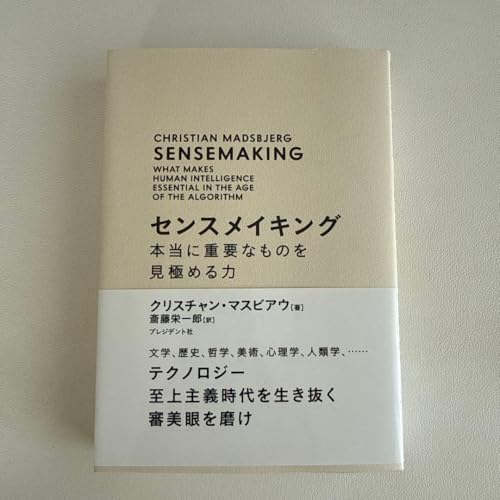 CHRISTIAN MADSBJERG
SENSEMAKING
WHAT MAKES
HUMAN INTELLIGENCE
ESSENTIAL IN THE AGE
OF THE ALGORITHM
センスメイキング
本当に重要なものを
見極める力
クリスチャン・マスビアウ[著]
斎藤栄一郎[訳]
プレジデント社
文学、歴史、哲学、美術、心理学、人類学、……
テクノロジー
至上主義時代を生き抜く
審美眼を磨け